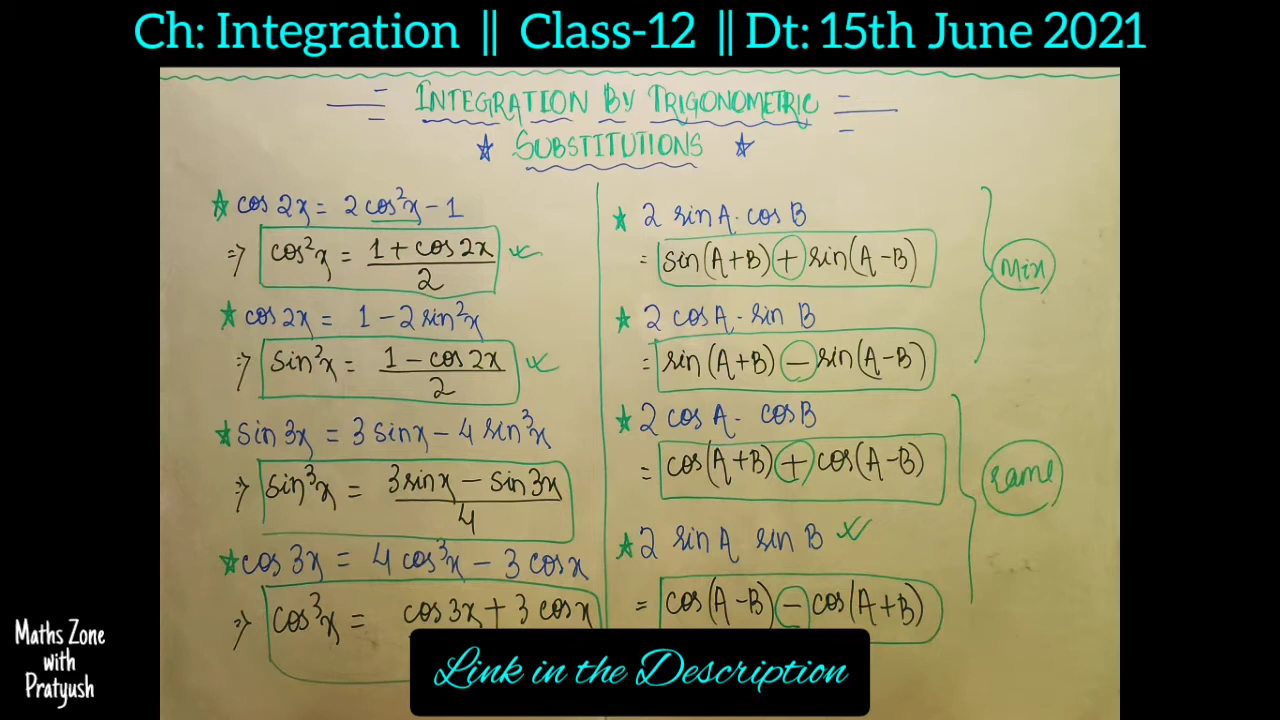 Ch: Integration || Class-12 || Dt: 15th June 2021
INTEGRATION BY TRIGONOMETRIC
SUBSTITUTIONS
cos 2x = 2 cos²x - 1
⇒ cos²x = (1 + cos 2x)/2
cos 2x = 1 - 2 sin²x
⇒ sin²x = (1 - cos 2x)/2
sin 3x = 3 sinx - 4 sin³x
⇒ sin³x = (3 sinx - sin 3x)/4
cos 3x = 4 cos³x - 3 cosx
⇒ cos³x = cos 3x + 3 cosx
2 sin A · cos B
= sin(A+B) + sin(A-B)
2 cos A · sin B
= sin(A+B) - sin(A-B)
Mix
2 cos A · cos B
= cos(A+B) + cos(A-B)
2 sin A sin B
= cos(A-B) - cos(A+B)
same
Maths Zone
with
Pratyush
Link in the Description